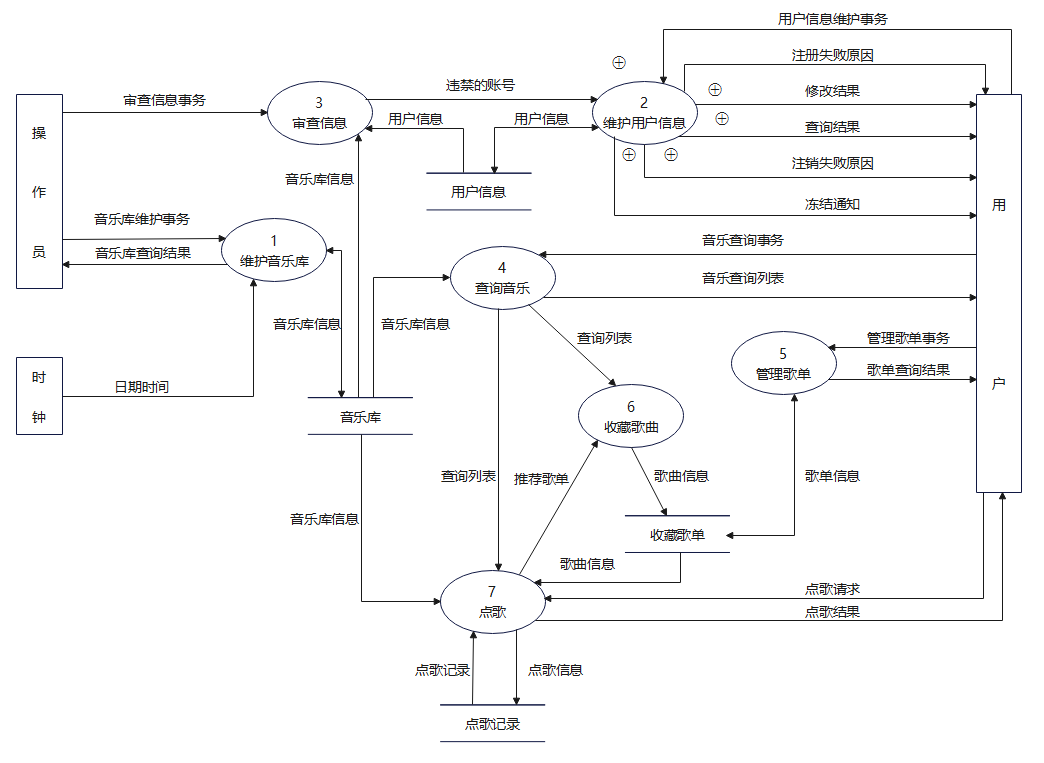 用户信息维护事务
注册失败原因
违禁的账号
修改结果
审查信息事务
3
审查信息
用户信息
用户信息
2
维护用户信息
查询结果
操
作
员
注销失败原因
音乐库信息
用户信息
冻结通知
用
户
音乐库维护事务
音乐库查询结果
1
维护音乐库
音乐查询事务
4
查询音乐
音乐查询列表
音乐库信息
音乐库信息
查询列表
管理歌单事务
5
管理歌单
歌单查询结果
时
钟
日期时间
音乐库
6
收藏歌曲
查询列表
推荐歌单
歌曲信息
歌单信息
音乐库信息
收藏歌单
歌曲信息
7
点歌
点歌请求
点歌结果
点歌记录
点歌信息
点歌记录